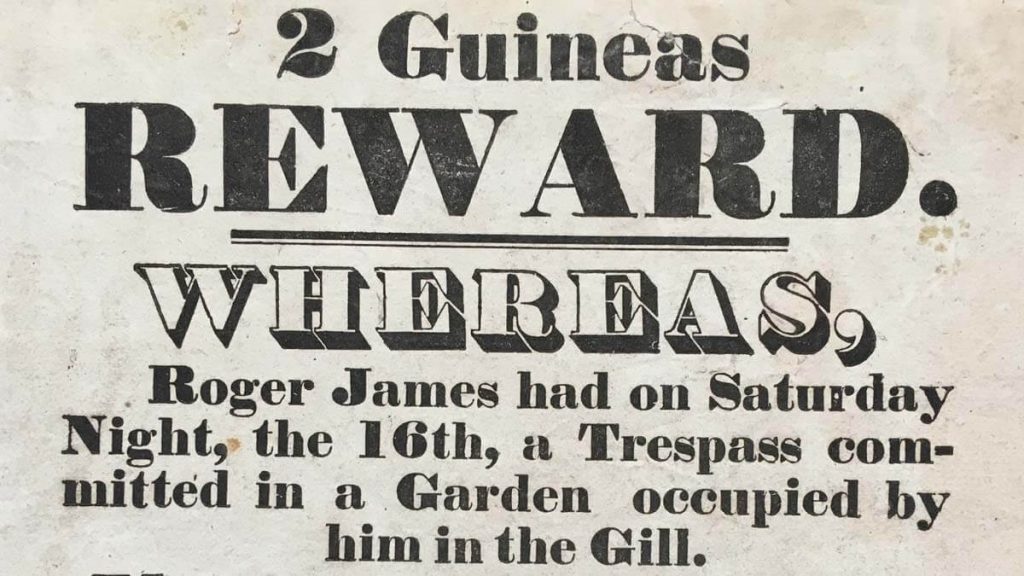 2 Guineas
REWARD.
WHEREAS,
Roger James had on Saturday
Night, the 16th, a Trespass com-
mitted in a Garden occupied by
him in the Gill.